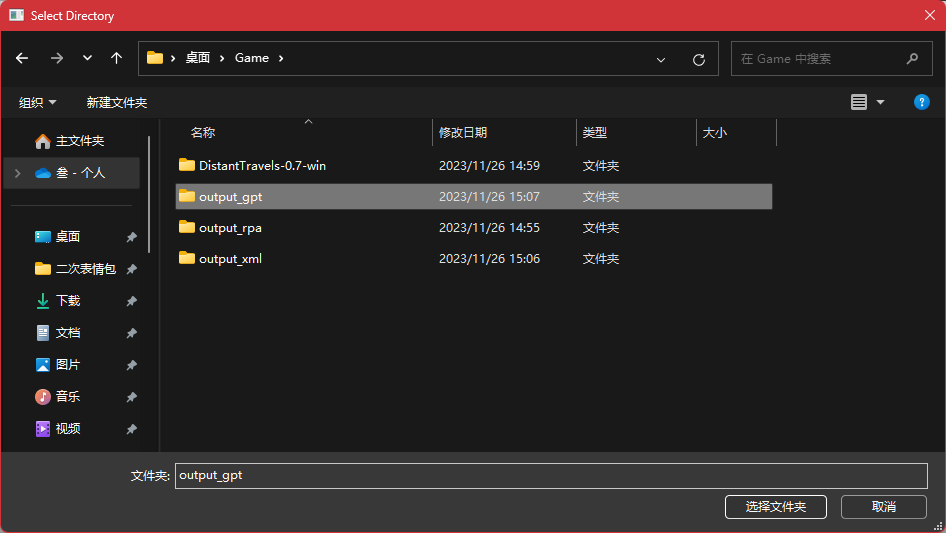 Select Directory
桌面 Game
在 Game 中搜索
组织 新建文件夹
主文件夹
叁 - 个人
桌面
二次表情包
下载
文档
图片
音乐
视频
名称 修改日期 类型 大小
DistantTravels-0.7-win 2023/11/26 14:59 文件夹
output_gpt 2023/11/26 15:07 文件夹
output_rpa 2023/11/26 14:55 文件夹
output_xml 2023/11/26 15:06 文件夹
文件夹: output_gpt
选择文件夹 取消